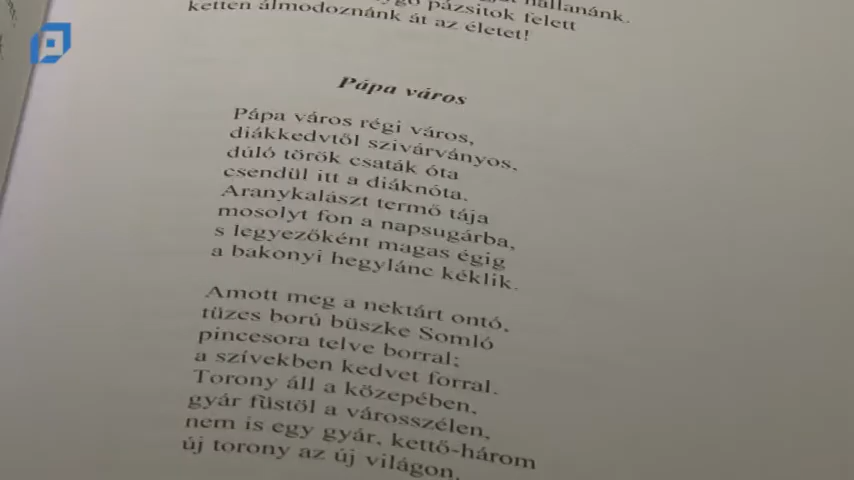 pázsitok felett
hallanánk.
ketten álmodoznánk át az életet!
Pápa város
Pápa város régi város,
diákkedvtől szivárványos,
dúló török csaták óta
csendül itt a diáknóta.
Aranykalászt termő tája
mosolyt fon a napsugárba,
s legyezőként magas égig
a bakonyi hegylánc kéklik.
Amott meg a nektárt ontó,
tüzes ború büszke Somló
pincesora telve borral;
a szívekben kedvet forral.
Torony áll a közepében,
gyár füstöl a városszélen,
nem is egy gyár, kettő-három
új torony az új világon.